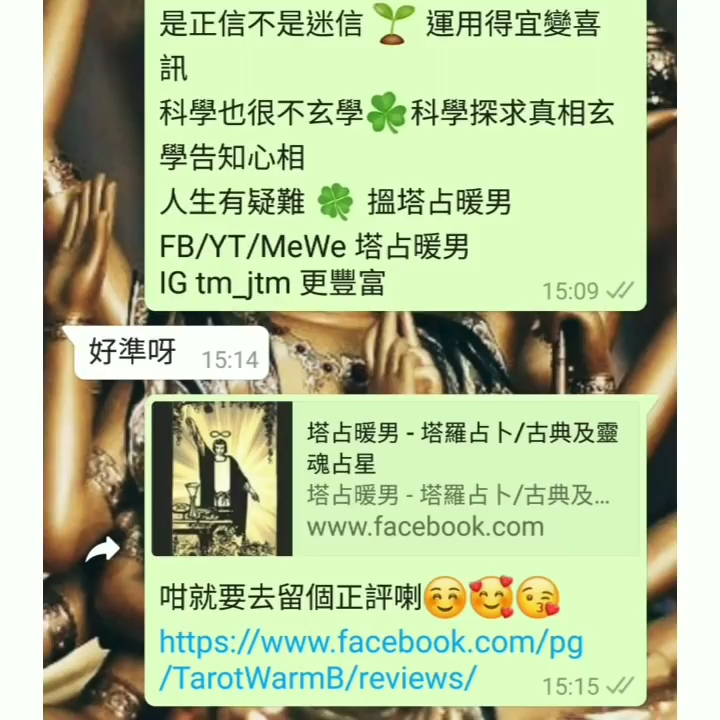 是正信不是迷信🌱運用得宜變喜
訊
科學也很不玄學☘科學探求真相玄
學告知心相
人生有疑難🍀 搵塔占暖男
FB/YT/MeWe 塔占暖男
IG tm_jtm 更豐富
15:09
好準呀
15:14
塔占暖男 - 塔羅占卜/古典及靈
魂占星
塔占暖男 - 塔羅占卜/古典及...
www.facebook.com
咁就要去留個正評喇☺️🥰😘
https://www.facebook.com/pg
/TarotWarmB/reviews/
15:15